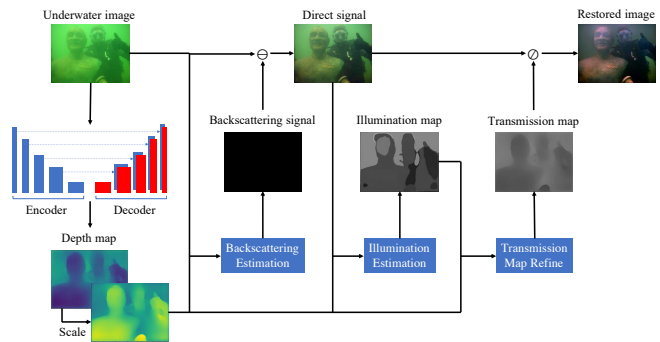 Underwater image
Direct signal
Restored image
Backscattering signal
Illumination map
Transmission map
Encoder
Decoder
Depth map
Backscattering
Estimation
Illumination
Estimation
Transmission
Map Refine
Scale